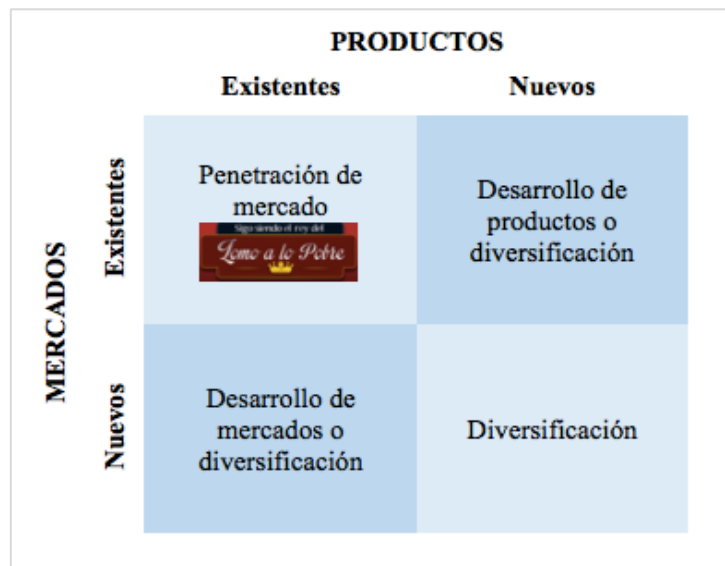 PRODUCTOS
Existentes
Nuevos
MERCADOS
Existentes
Penetración de
mercado
Sigo siendo el rey del
Lomo a lo Pobre
Desarrollo de
productos o
diversificación
Nuevos
Desarrollo de
mercados o
diversificación
Diversificación